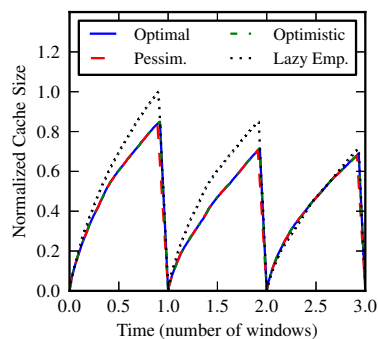 Optimal
Optimistic
Pessim.
Lazy Emp.
Normalized Cache Size
1.2
1.0
0.8
0.6
0.4
0.2
0.0
0.0 0.5 1.0 1.5 2.0 2.5 3.0
Time (number of windows)